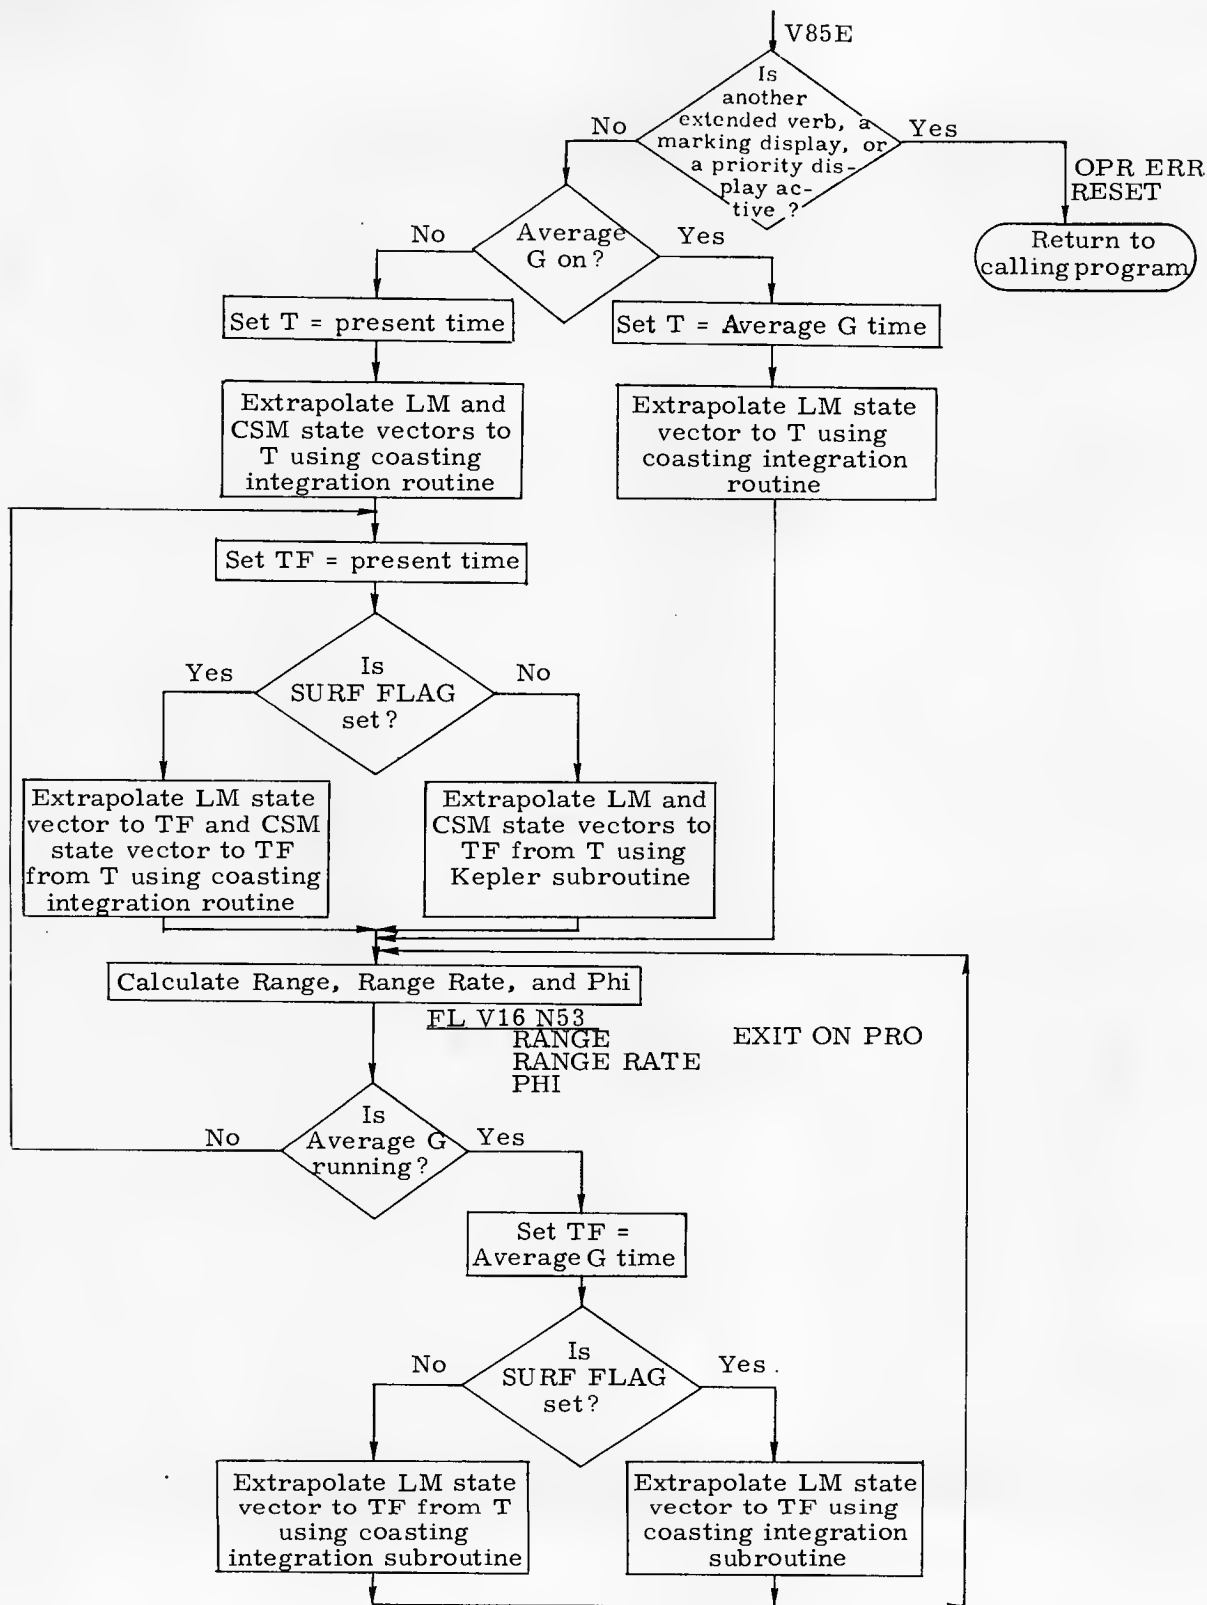 V85E
Is
another
extended verb, a
marking display, or
a priority dis-
play ac-
tive ?
No
Yes
OPR ERR
RESET
Return to
calling program
Average
G on?
No
Yes
Set T = present time
Set T = Average G time
Extrapolate LM and
CSM state vectors to
T using coasting
integration routine
Extrapolate LM state
vector to T using
coasting integration
routine
Set TF = present time
Is
SURF FLAG
set?
Yes
No
Extrapolate LM state
vector to TF and CSM
state vector to TF
from T using coasting
integration routine
Extrapolate LM and
CSM state vectors to
TF from T using
Kepler subroutine
Calculate Range, Range Rate, and Phi
FL V16 N53
RANGE
RANGE RATE
PHI
EXIT ON PRO
Is
Average G
running?
No
Yes
Set TF =
Average G time
Is
SURF FLAG
set?
No
Yes
Extrapolate LM state
vector to TF from T
using coasting
integration subroutine
Extrapolate LM state
vector to TF using
coasting integration
subroutine